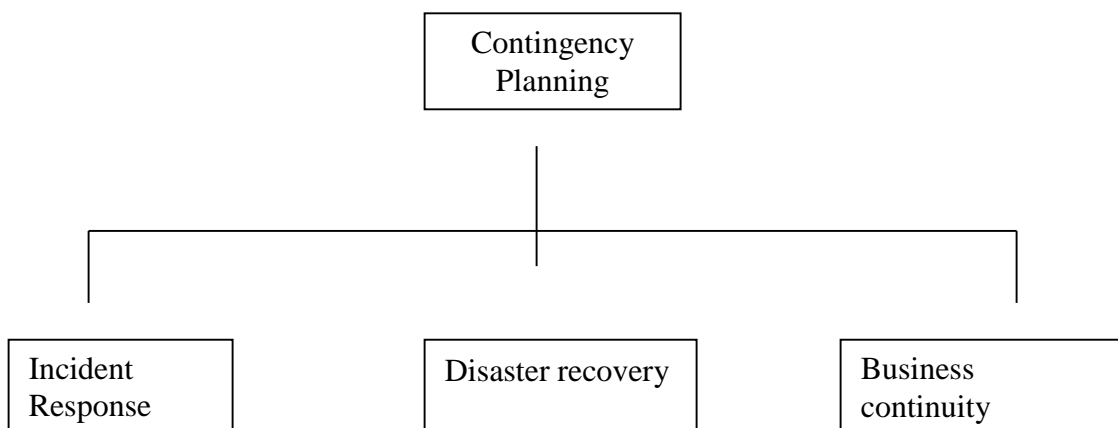 Contingency
Planning
Incident
Response
Disaster recovery
Business
continuity